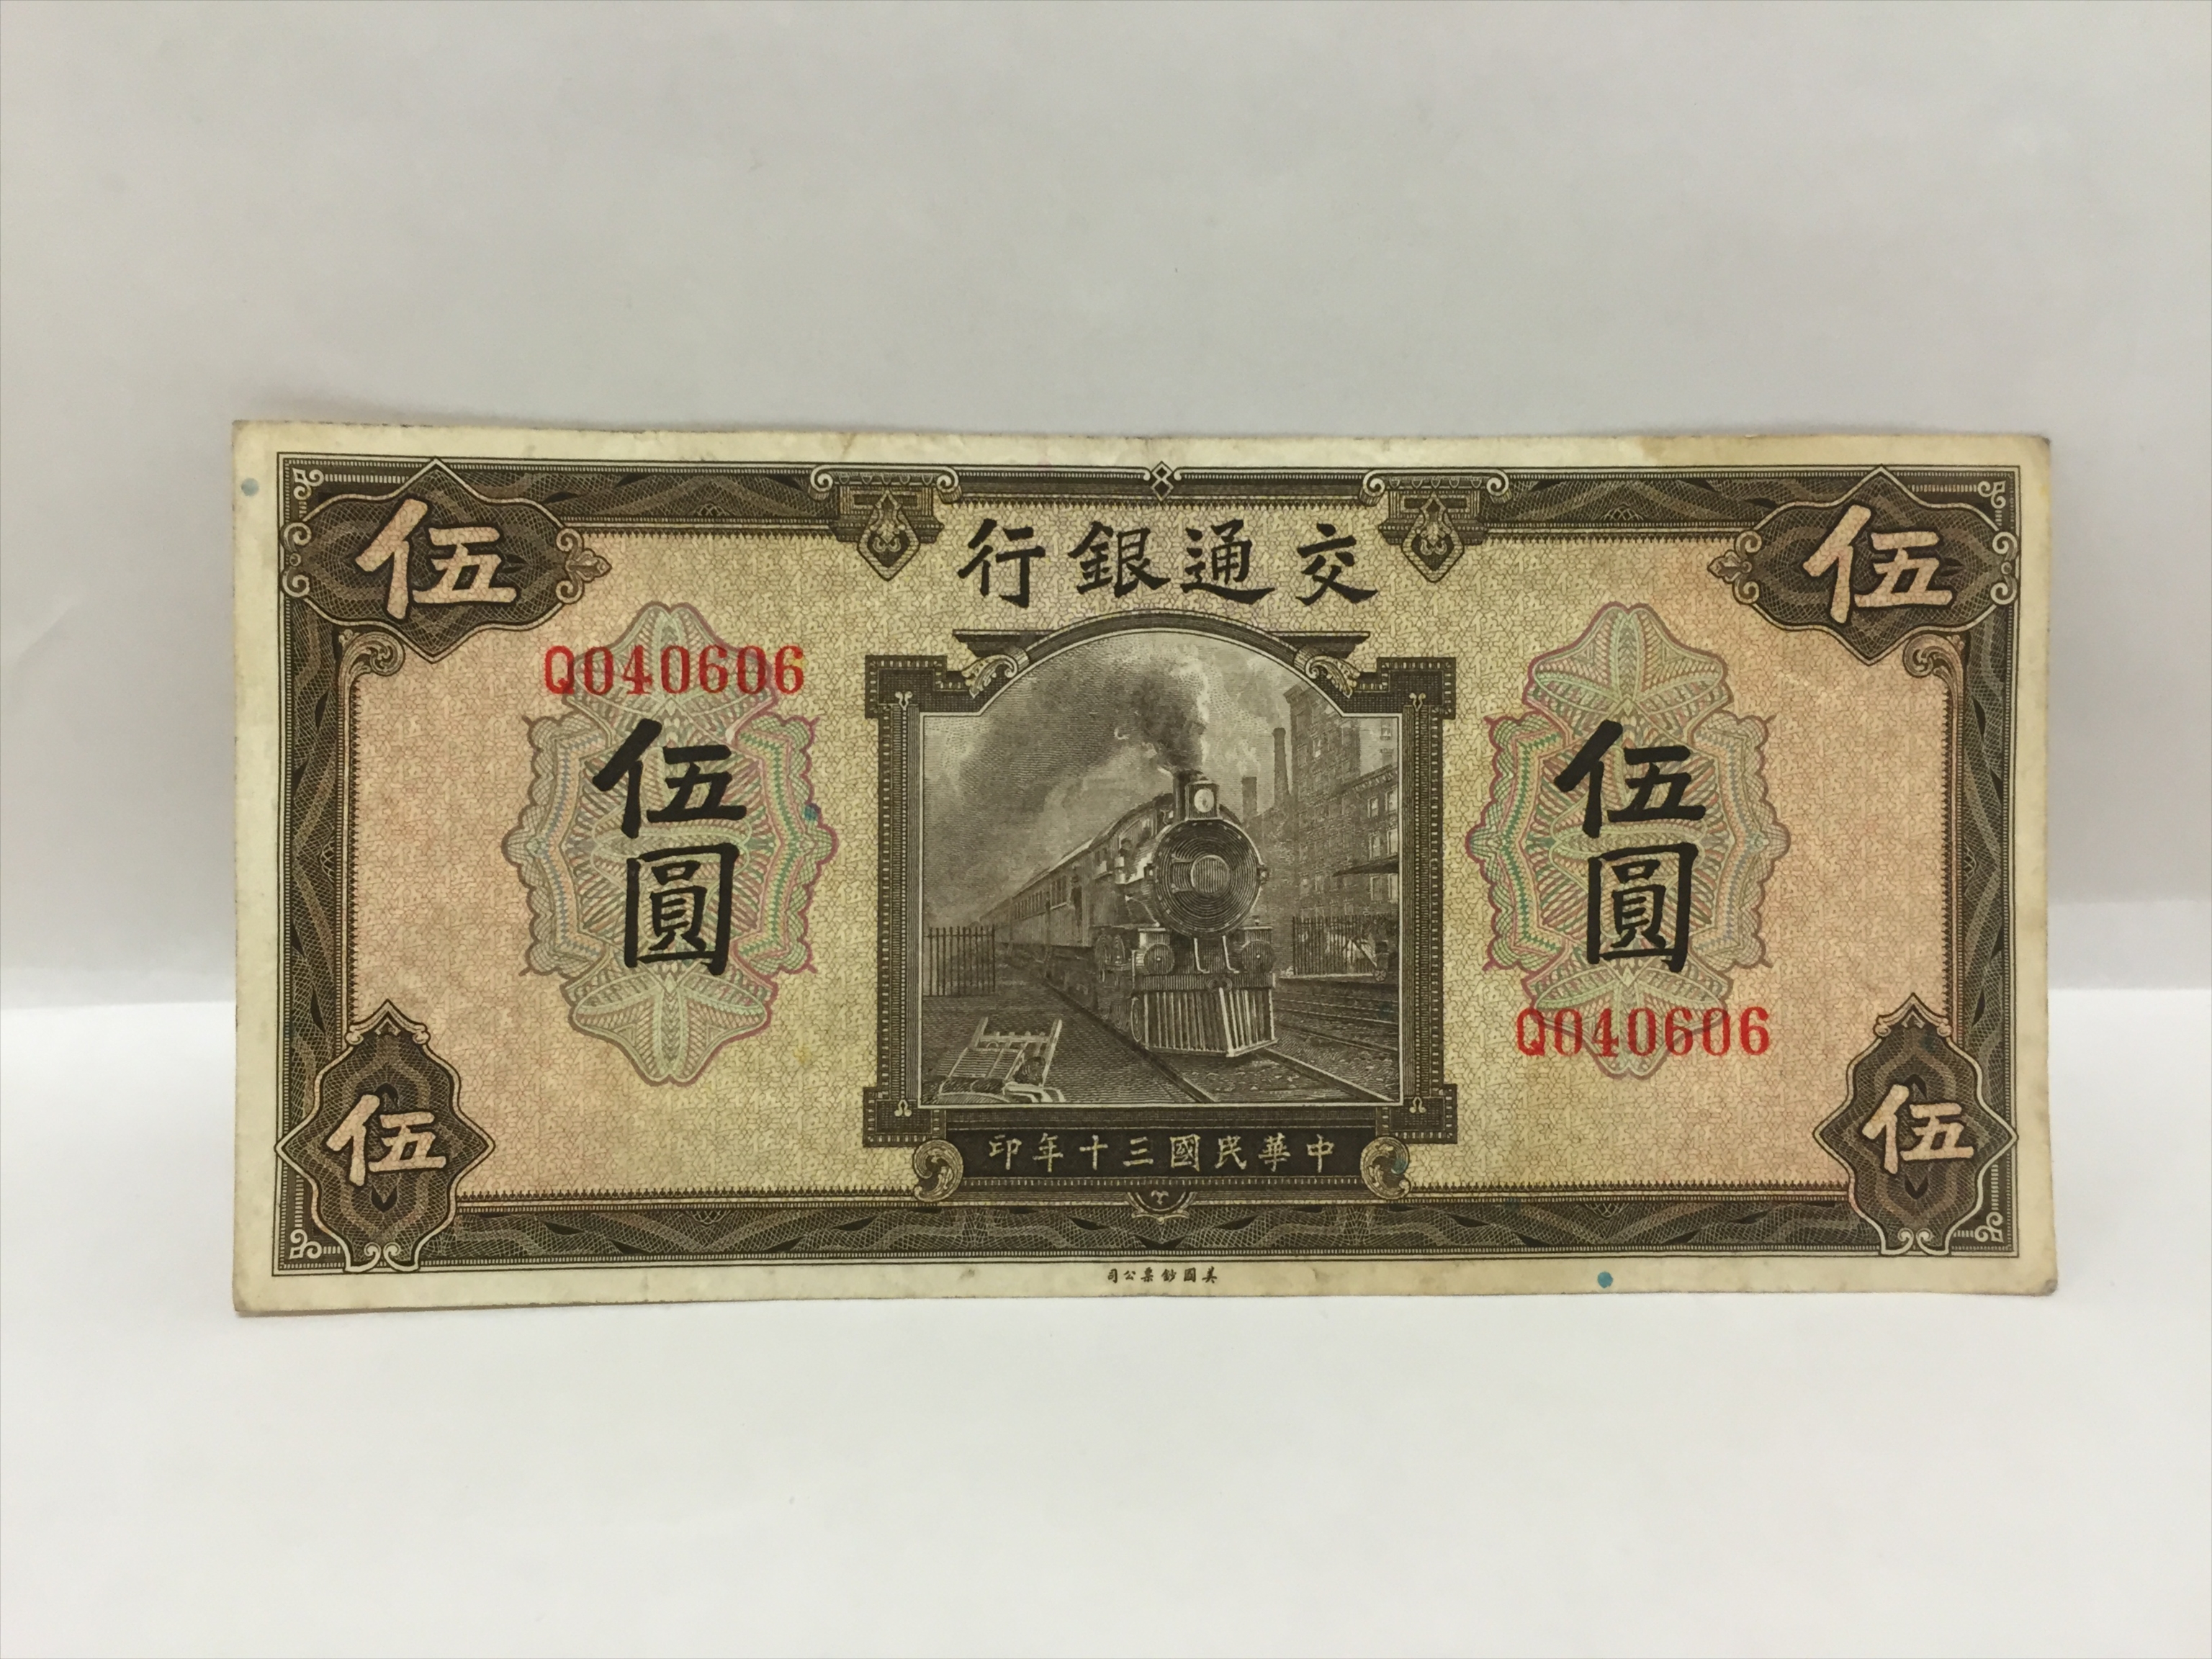 伍
交通銀行
伍
Q040606
伍圓
伍圓
Q040606
伍
中華民國三十年印
伍
美國鈔票公司